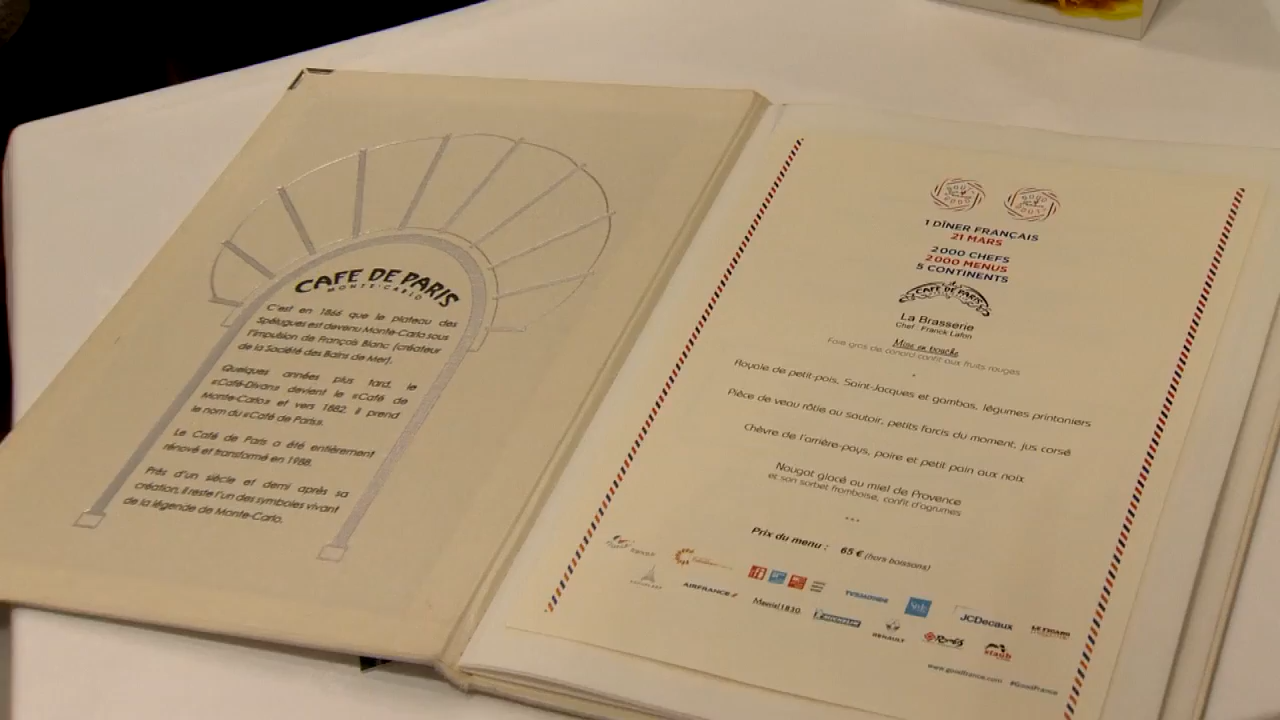 CAFE DE PARIS
MONTE-CARLO
C'est en 1866 que le plateau des
Spélugues est devenu Monte-Carlo sous
l'impulsion de François Blanc (créateur
de la Société des Bains de Mer).
Quelques années plus tard, le
«Café-Divan» devient le «Café de
Monte-Carlo» et vers 1882, il prend
le nom du «Café de Paris».
Le Café de Paris a été entièrement
rénové et transformé en 1988.
Près d'un siècle et demi après sa
création, il reste l'un des symboles vivant
de la légende de Monte-Carlo.
1 DÎNER FRANÇAIS
21 MARS
2000 CHEFS
2000 MENUS
5 CONTINENTS
CAFE DE PARIS
La Brasserie
Chef : Franck Lafon
Mise en bouche
Foie gras de canard confit aux fruits rouges
Royale de petit-pois, Saint-Jacques et gambas, légumes printaniers
Pièce de veau rôtie au sautoir, petits farcis du moment, jus corsé
Chèvre de l'arrière-pays, poire et petit pain aux noix
Nougat glacé au miel de Provence
et son sorbet framboise, confit d'agrumes
***
Prix du menu : 65 € (hors boissons)
rfi
AIRFRANCE
Mercier 1830
TV5MONDE
MICHELIN
RENAULT
JCDecaux
staub
LE FIGARO
www.goodfrance.com #GoodFrance